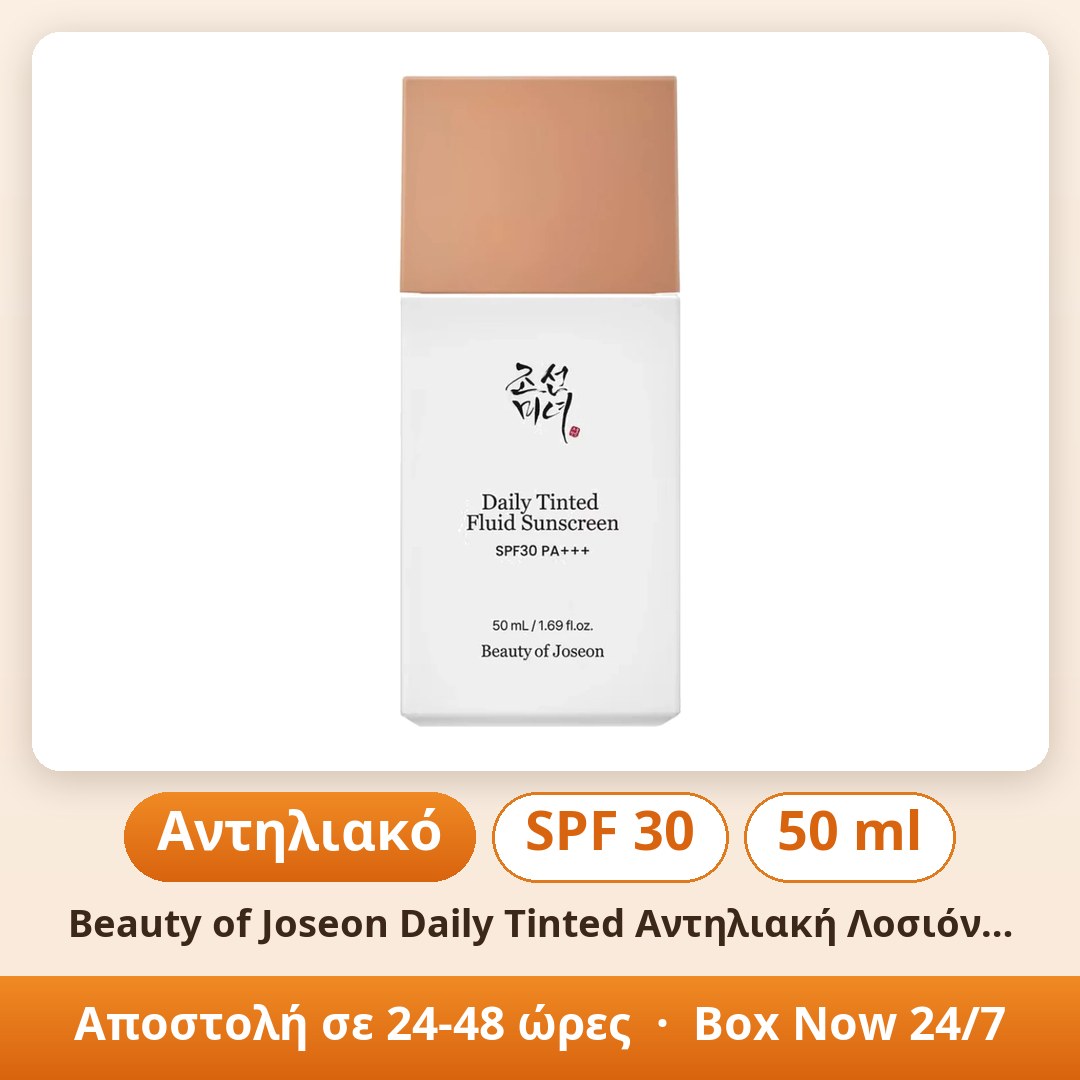 조선
미녀
Daily Tinted
Fluid Sunscreen
SPF30 PA+++
50 mL / 1.69 fl.oz.
Beauty of Joseon
Αντηλιακό
SPF 30
50 ml
Beauty of Joseon Daily Tinted Αντηλιακή Λοσιόν...
Αποστολή σε 24-48 ώρες · Box Now 24/7